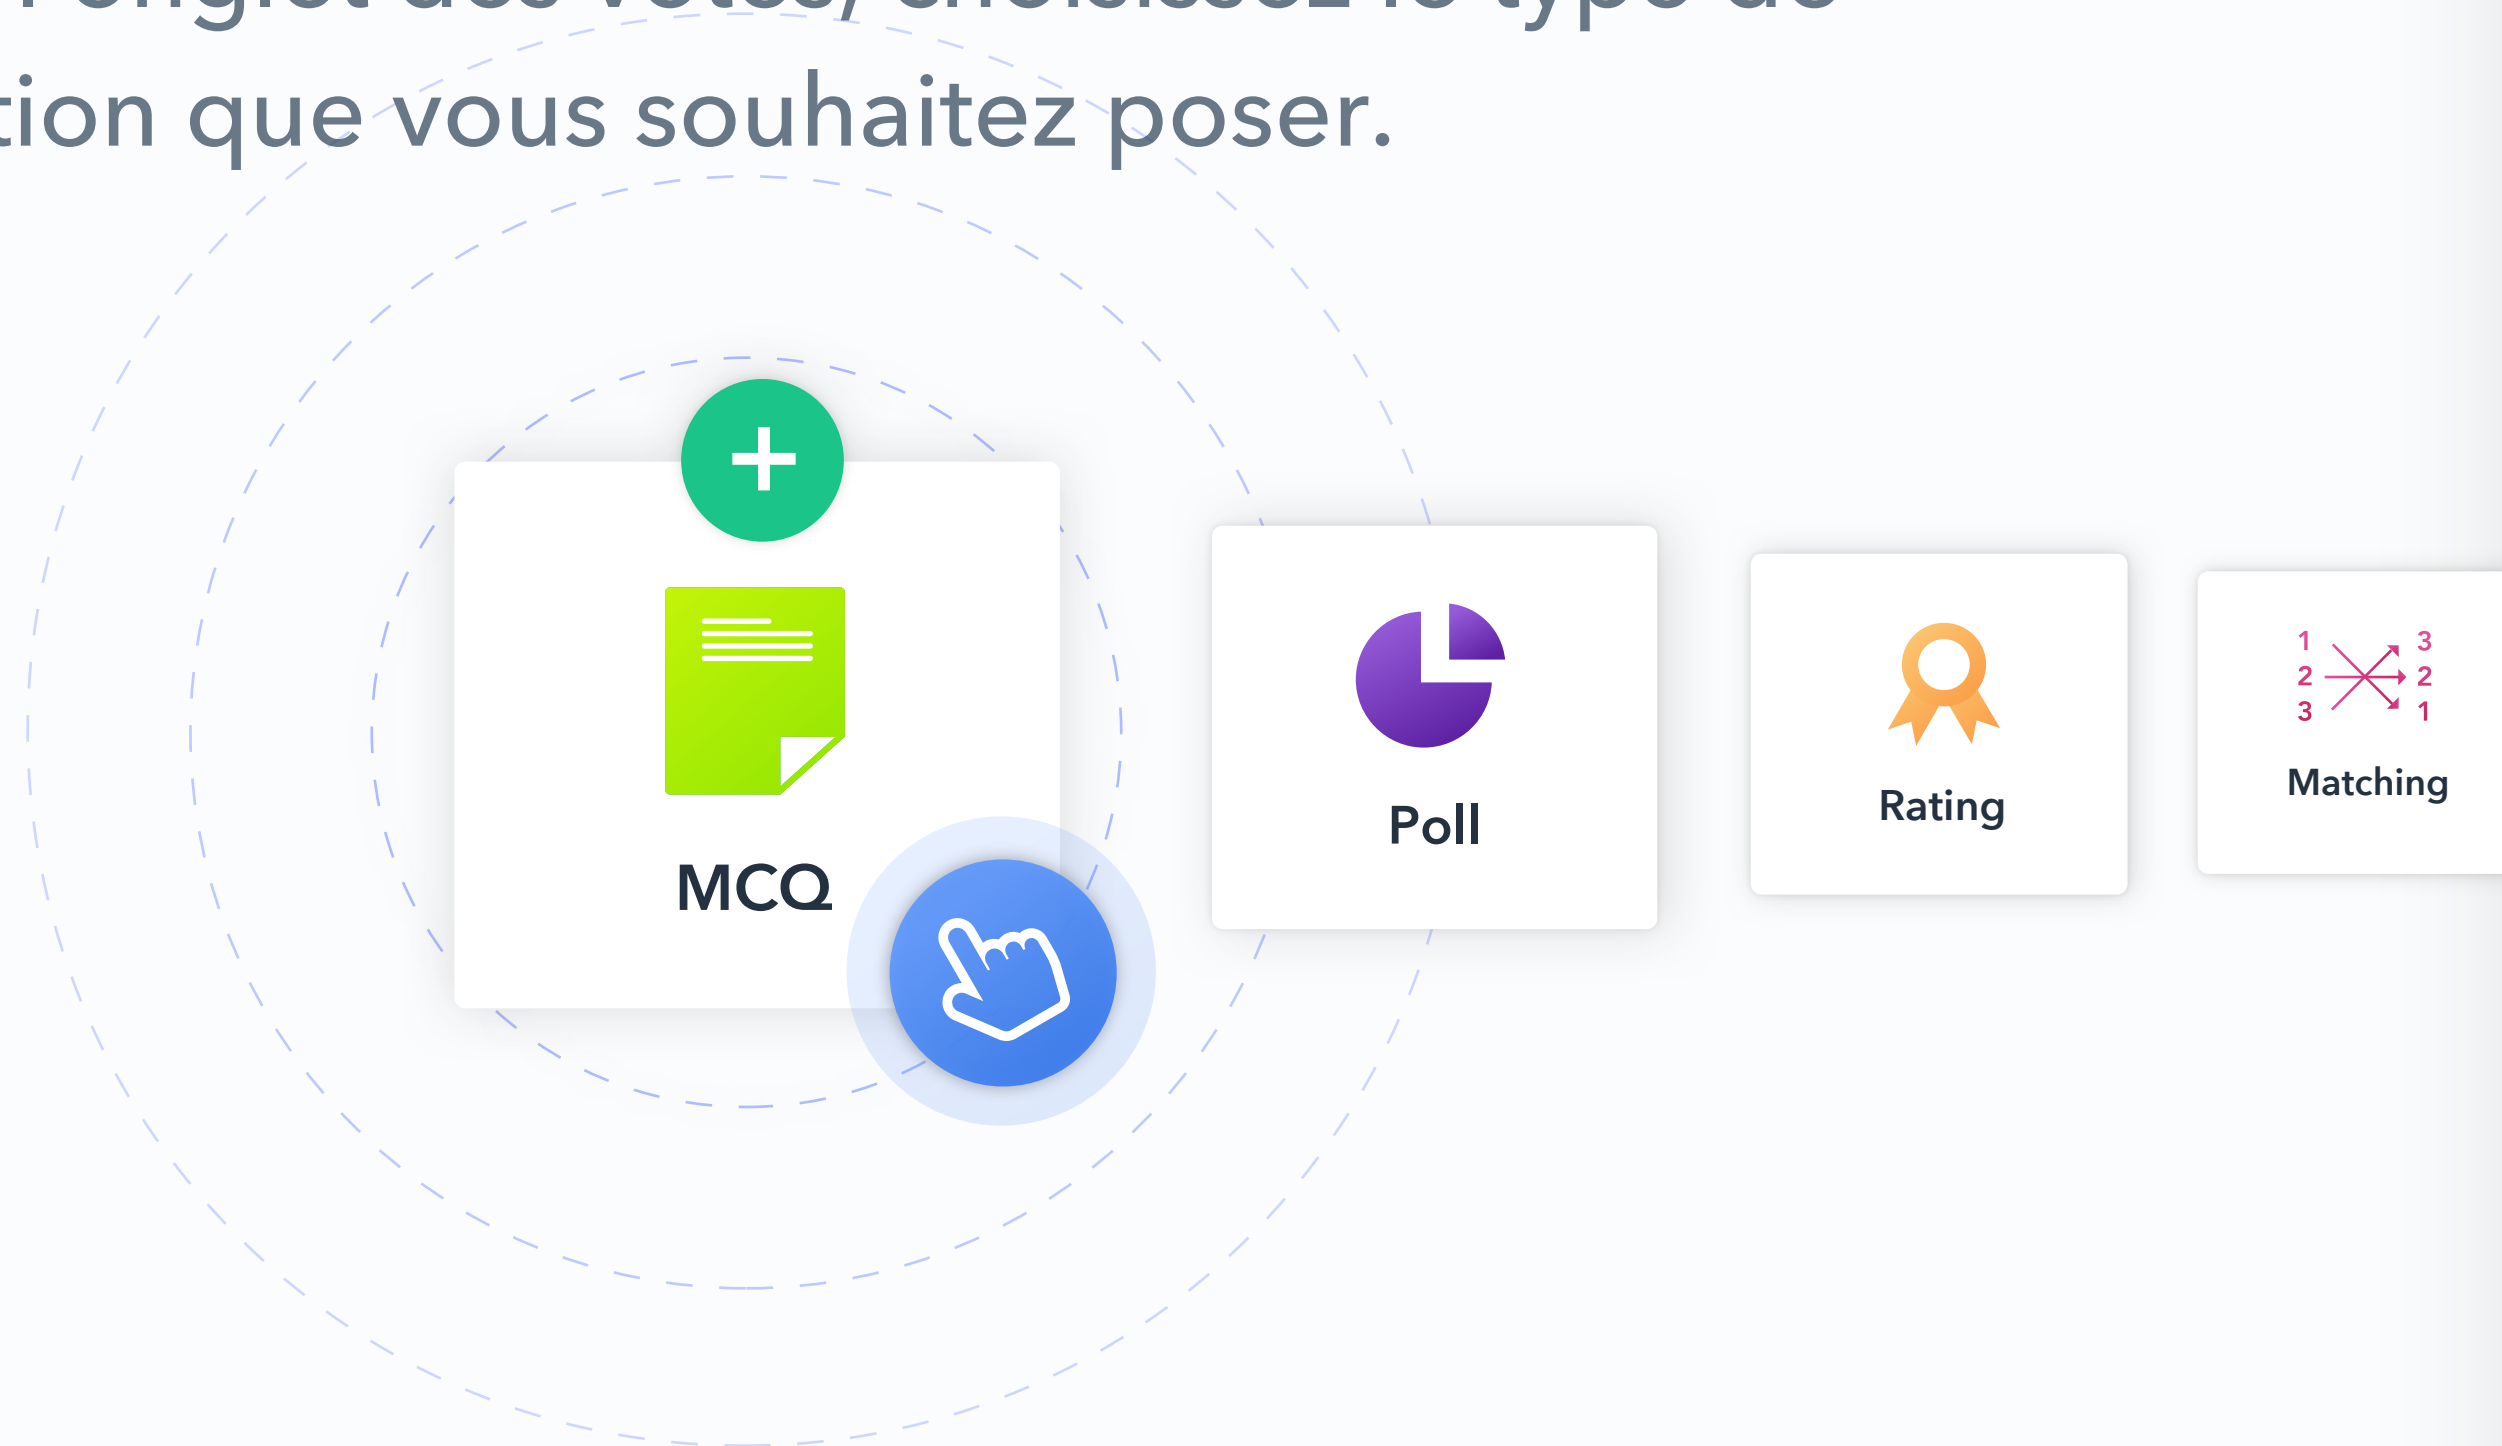 tion que vous souhaitez poser.
MCQ
Poll
Rating
1 3
2 2
3 1
Matching